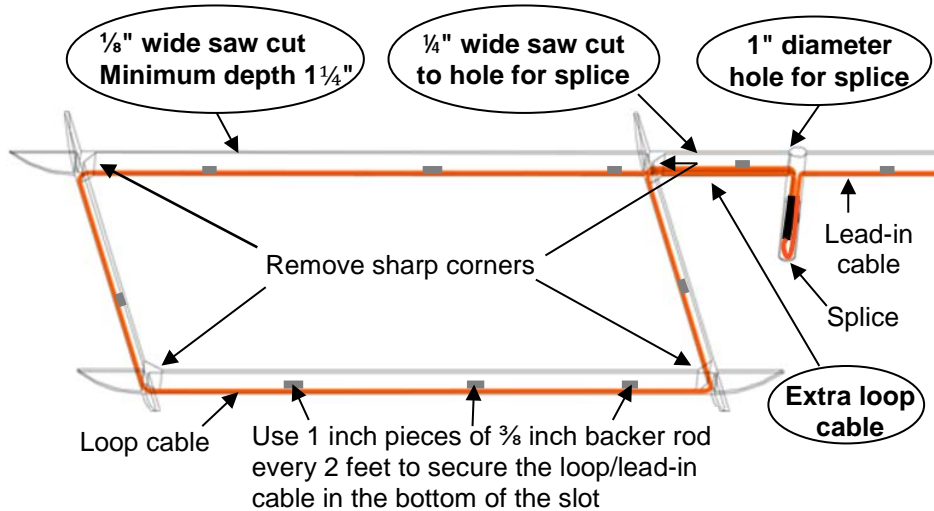 ⅛" wide saw cut
Minimum depth 1¼"
¼" wide saw cut
to hole for splice
1" diameter
hole for splice
Lead-in
cable
Remove sharp corners
Splice
Extra loop
cable
Loop cable
Use 1 inch pieces of ⅜ inch backer rod
every 2 feet to secure the loop/lead-in
cable in the bottom of the slot